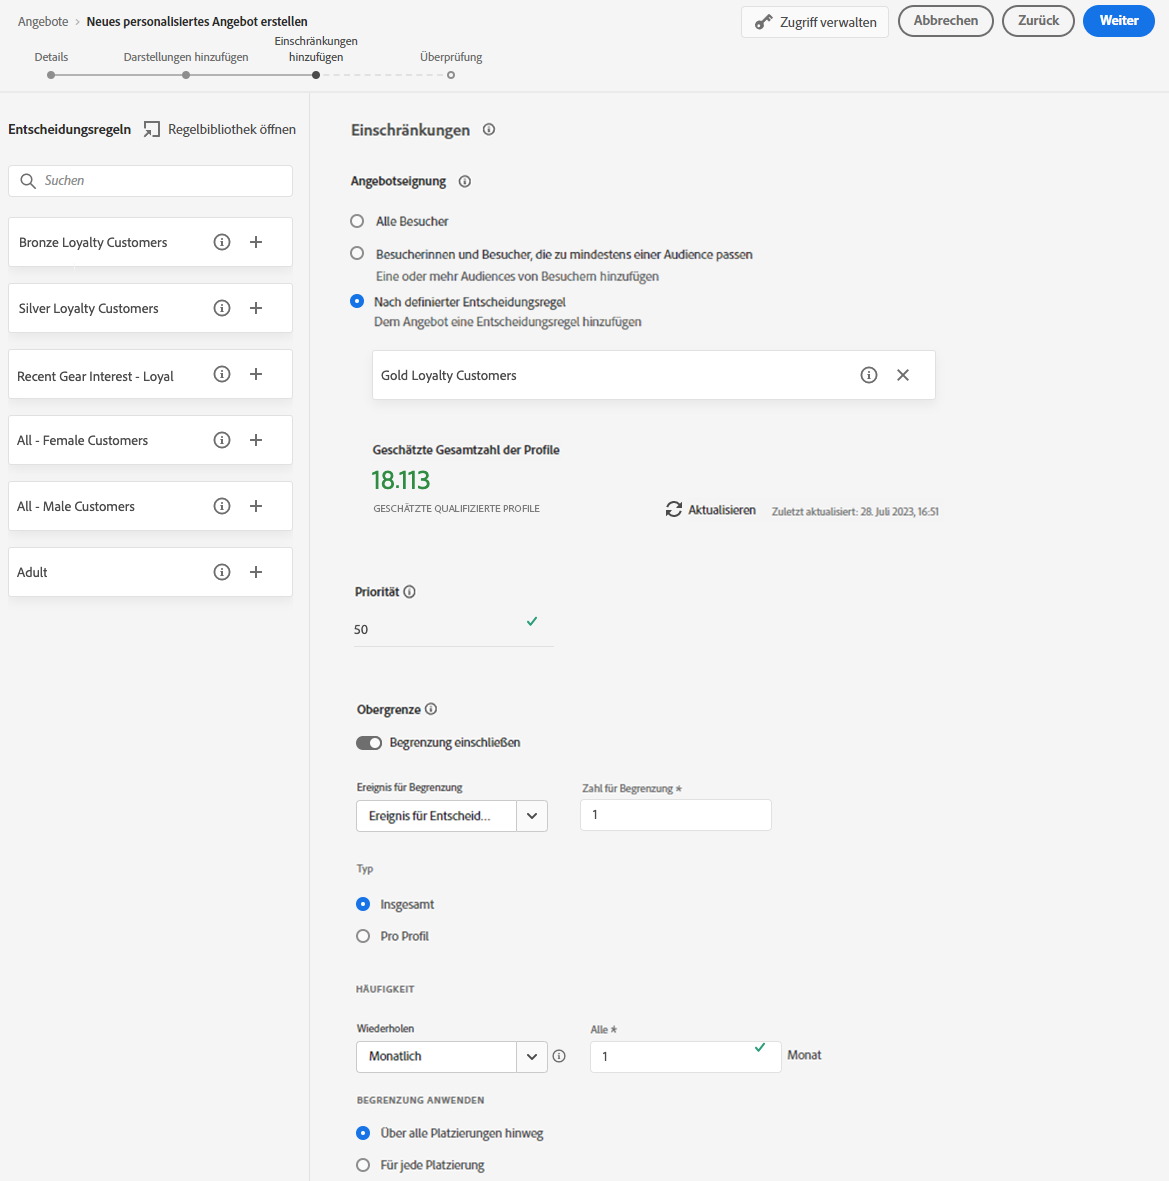 Angebote › Neues personalisiertes Angebot erstellen
Zugriff verwalten
Abbrechen
Zurück
Weiter
Details
Darstellungen hinzufügen
Einschränkungen
hinzufügen
Überprüfung
Entscheidungsregeln
Regelbibliothek öffnen
Suchen
Bronze Loyalty Customers
Silver Loyalty Customers
Recent Gear Interest - Loyal
All - Female Customers
All - Male Customers
Adult
Einschränkungen
Angebotseignung
Alle Besucher
Besucherinnen und Besucher, die zu mindestens einer Audience passen
Eine oder mehr Audiences von Besuchern hinzufügen
Nach definierter Entscheidungsregel
Dem Angebot eine Entscheidungsregel hinzufügen
Gold Loyalty Customers
Geschätzte Gesamtzahl der Profile
18.113
GESCHÄTZTE QUALIFIZIERTE PROFILE
Aktualisieren
Zuletzt aktualisiert: 28. Juli 2023, 16:51
Priorität
50
Obergrenze
Begrenzung einschließen
Ereignis für Begrenzung
Zahl für Begrenzung *
Ereignis für Entscheid...
1
Typ
Insgesamt
Pro Profil
HÄUFIGKEIT
Wiederholen
Alle *
Monatlich
1
Monat
BEGRENZUNG ANWENDEN
Über alle Platzierungen hinweg
Für jede Platzierung